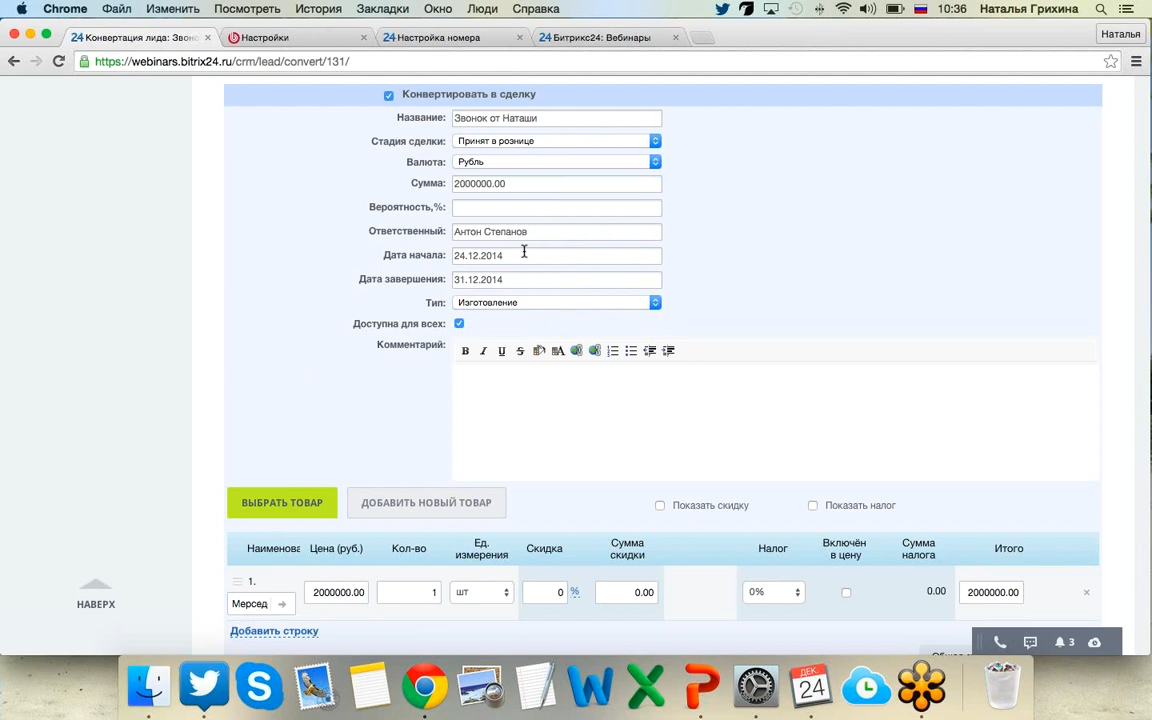 Chrome Файл Изменить Посмотреть История Закладки Окно Люди Справка 10:36 Наталья Грихина
24 Конвертация лида: Звоно × Настройки × 24 Настройка номера × 24 Битрикс24: Вебинары × Наталья
https://webinars.bitrix24.ru/crm/lead/convert/131/
Конвертировать в сделку
Название: Звонок от Наташи
Стадия сделки: Принят в рознице
Валюта: Рубль
Сумма: 2000000.00
Вероятность,%:
Ответственный: Антон Степанов
Дата начала: 24.12.2014
Дата завершения: 31.12.2014
Тип: Изготовление
Доступна для всех:
Комментарий:
B I U S
ВЫБРАТЬ ТОВАР ДОБАВИТЬ НОВЫЙ ТОВАР Показать скидку Показать налог
Наименова Цена (руб.) Кол-во Ед. измерения Скидка Сумма скидки Налог Включён в цену Сумма налога Итого
1.
Мерсед 2000000.00 1 шт 0 % 0.00 0% 0.00 2000000.00 ×
НАВЕРХ
Добавить строку
3
ДЕК
24